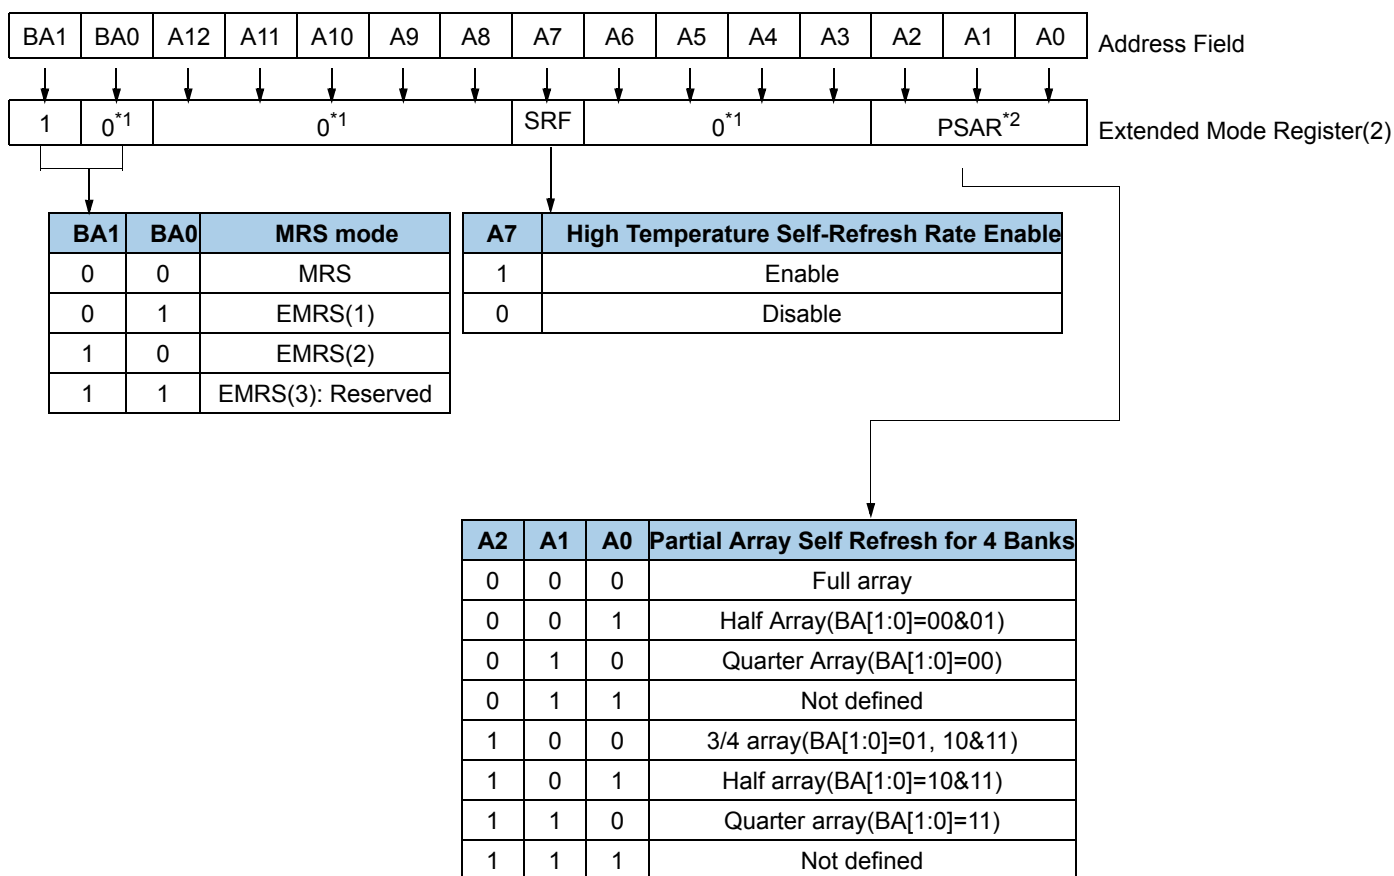 BA1 BA0 A12 A11 A10 A9 A8 A7 A6 A5 A4 A3 A2 A1 A0 Address Field
1 0*1 0*1 SRF 0*1 PSAR*2 Extended Mode Register(2)
BA1 BA0 MRS mode
0 0 MRS
0 1 EMRS(1)
1 0 EMRS(2)
1 1 EMRS(3): Reserved
A7 High Temperature Self-Refresh Rate Enable
1 Enable
0 Disable
A2 A1 A0 Partial Array Self Refresh for 4 Banks
0 0 0 Full array
0 0 1 Half Array(BA[1:0]=00&01)
0 1 0 Quarter Array(BA[1:0]=00)
0 1 1 Not defined
1 0 0 3/4 array(BA[1:0]=01, 10&11)
1 0 1 Half array(BA[1:0]=10&11)
1 1 0 Quarter array(BA[1:0]=11)
1 1 1 Not defined